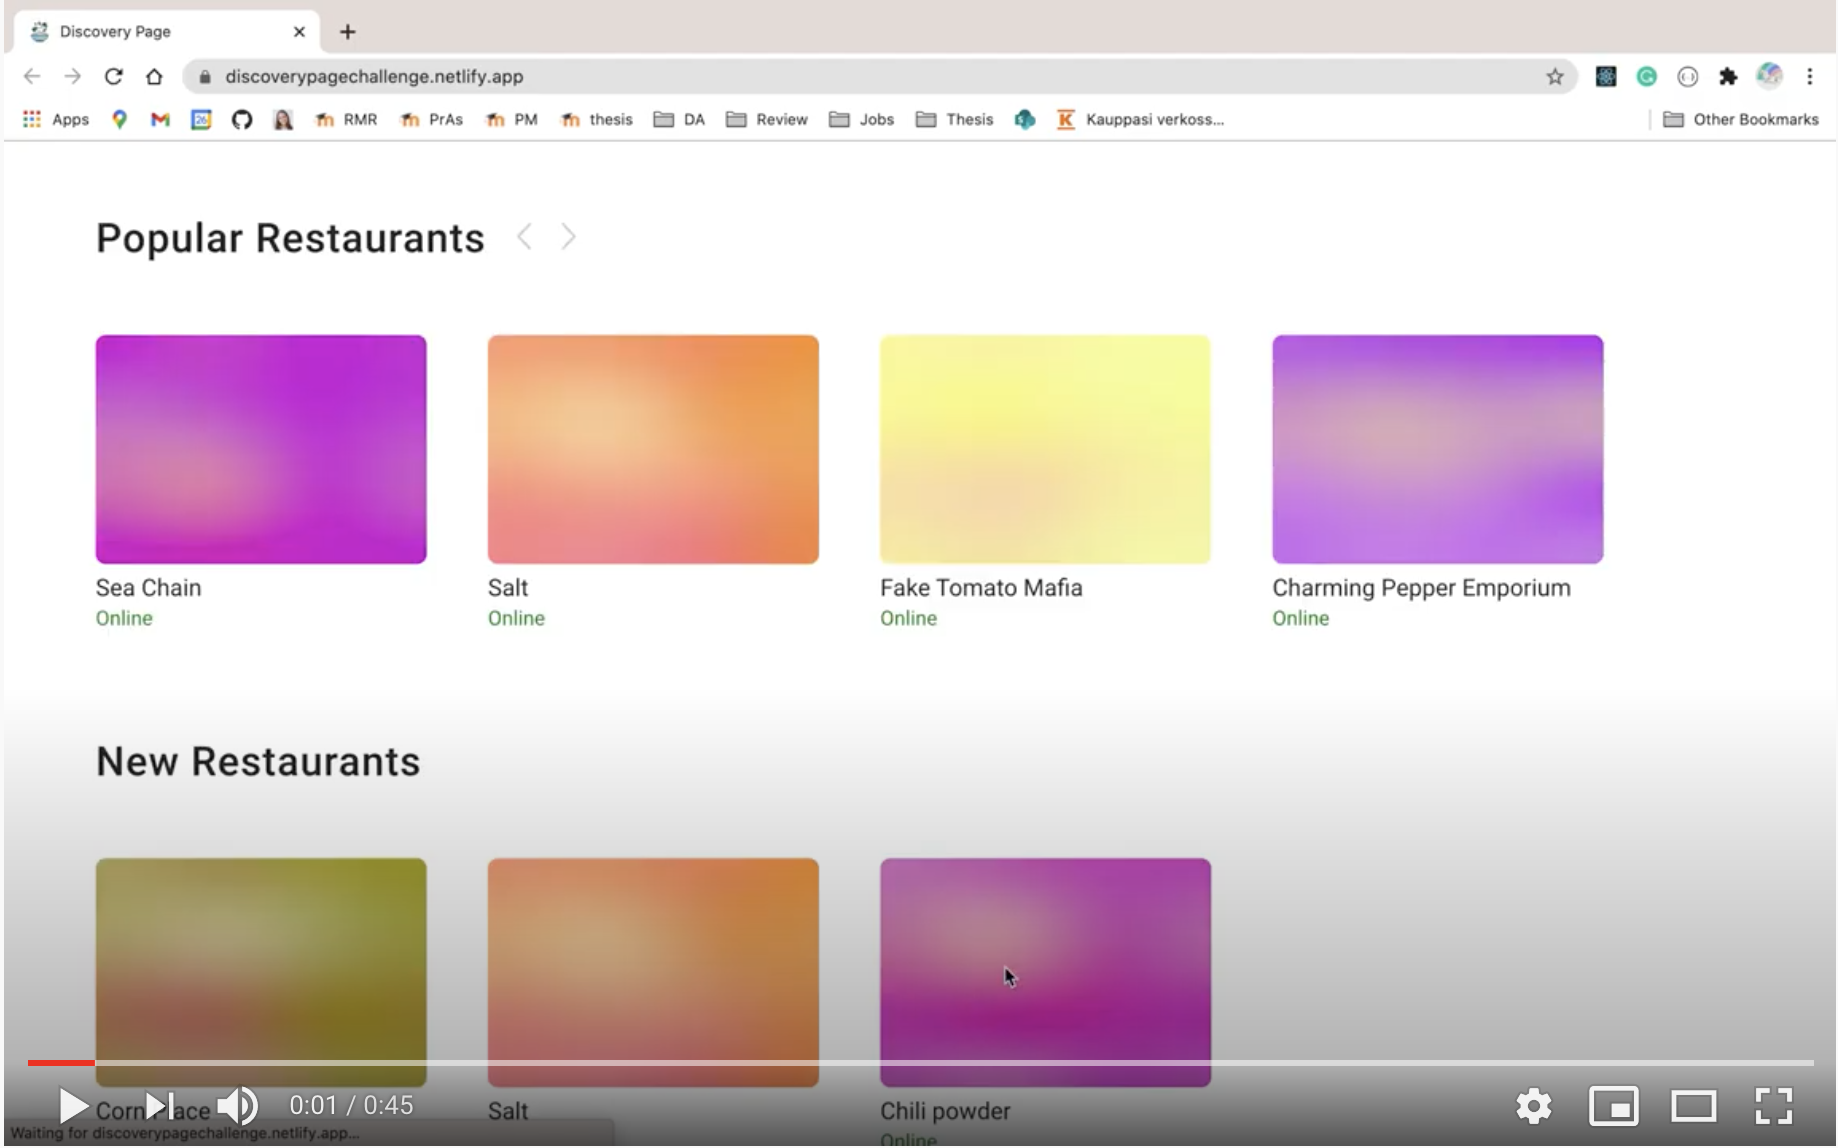 Discovery Page
discoverypagechallenge.netlify.app
Apps RMR PrAs PM thesis DA Review Jobs Thesis Kauppasi verkoss... Other Bookmarks
Popular Restaurants
Sea Chain
Online
Salt
Online
Fake Tomato Mafia
Online
Charming Pepper Emporium
Online
New Restaurants
Corn Place
Salt
Chili powder
Online
0:01 / 0:45
Waiting for discoverypagechallenge.netlify.app...